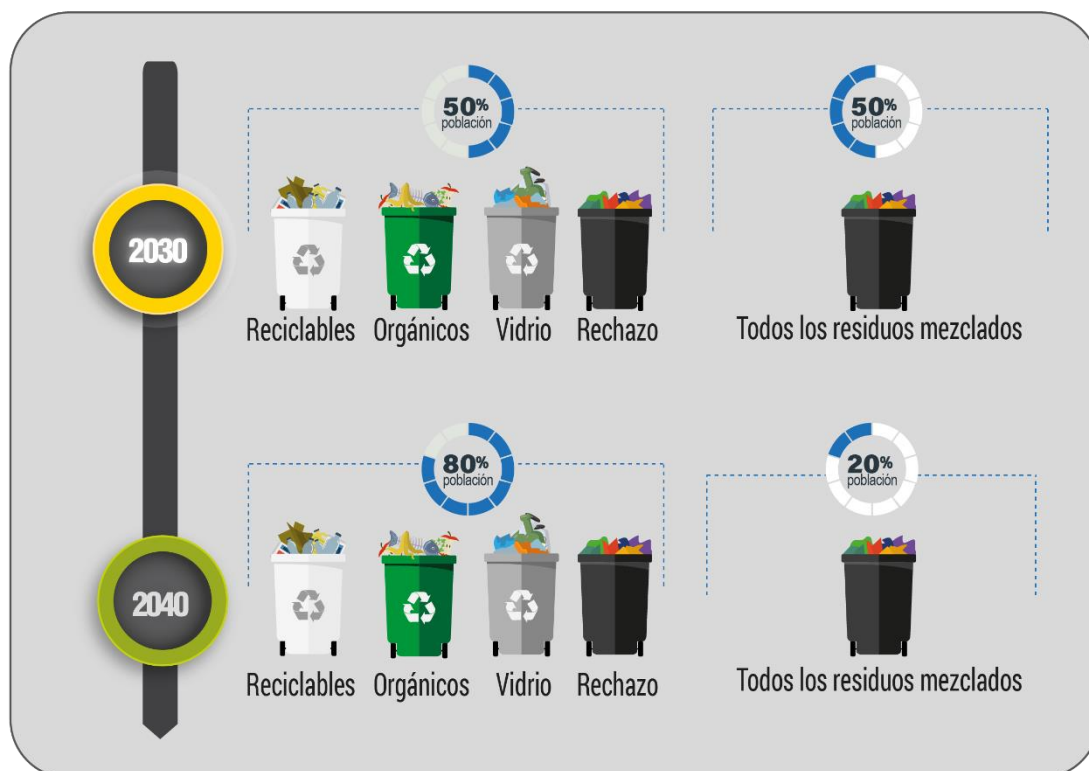 50%
población
50%
población
2030
Reciclables
Orgánicos
Vidrio
Rechazo
Todos los residuos mezclados
80%
población
20%
población
2040
Reciclables
Orgánicos
Vidrio
Rechazo
Todos los residuos mezclados